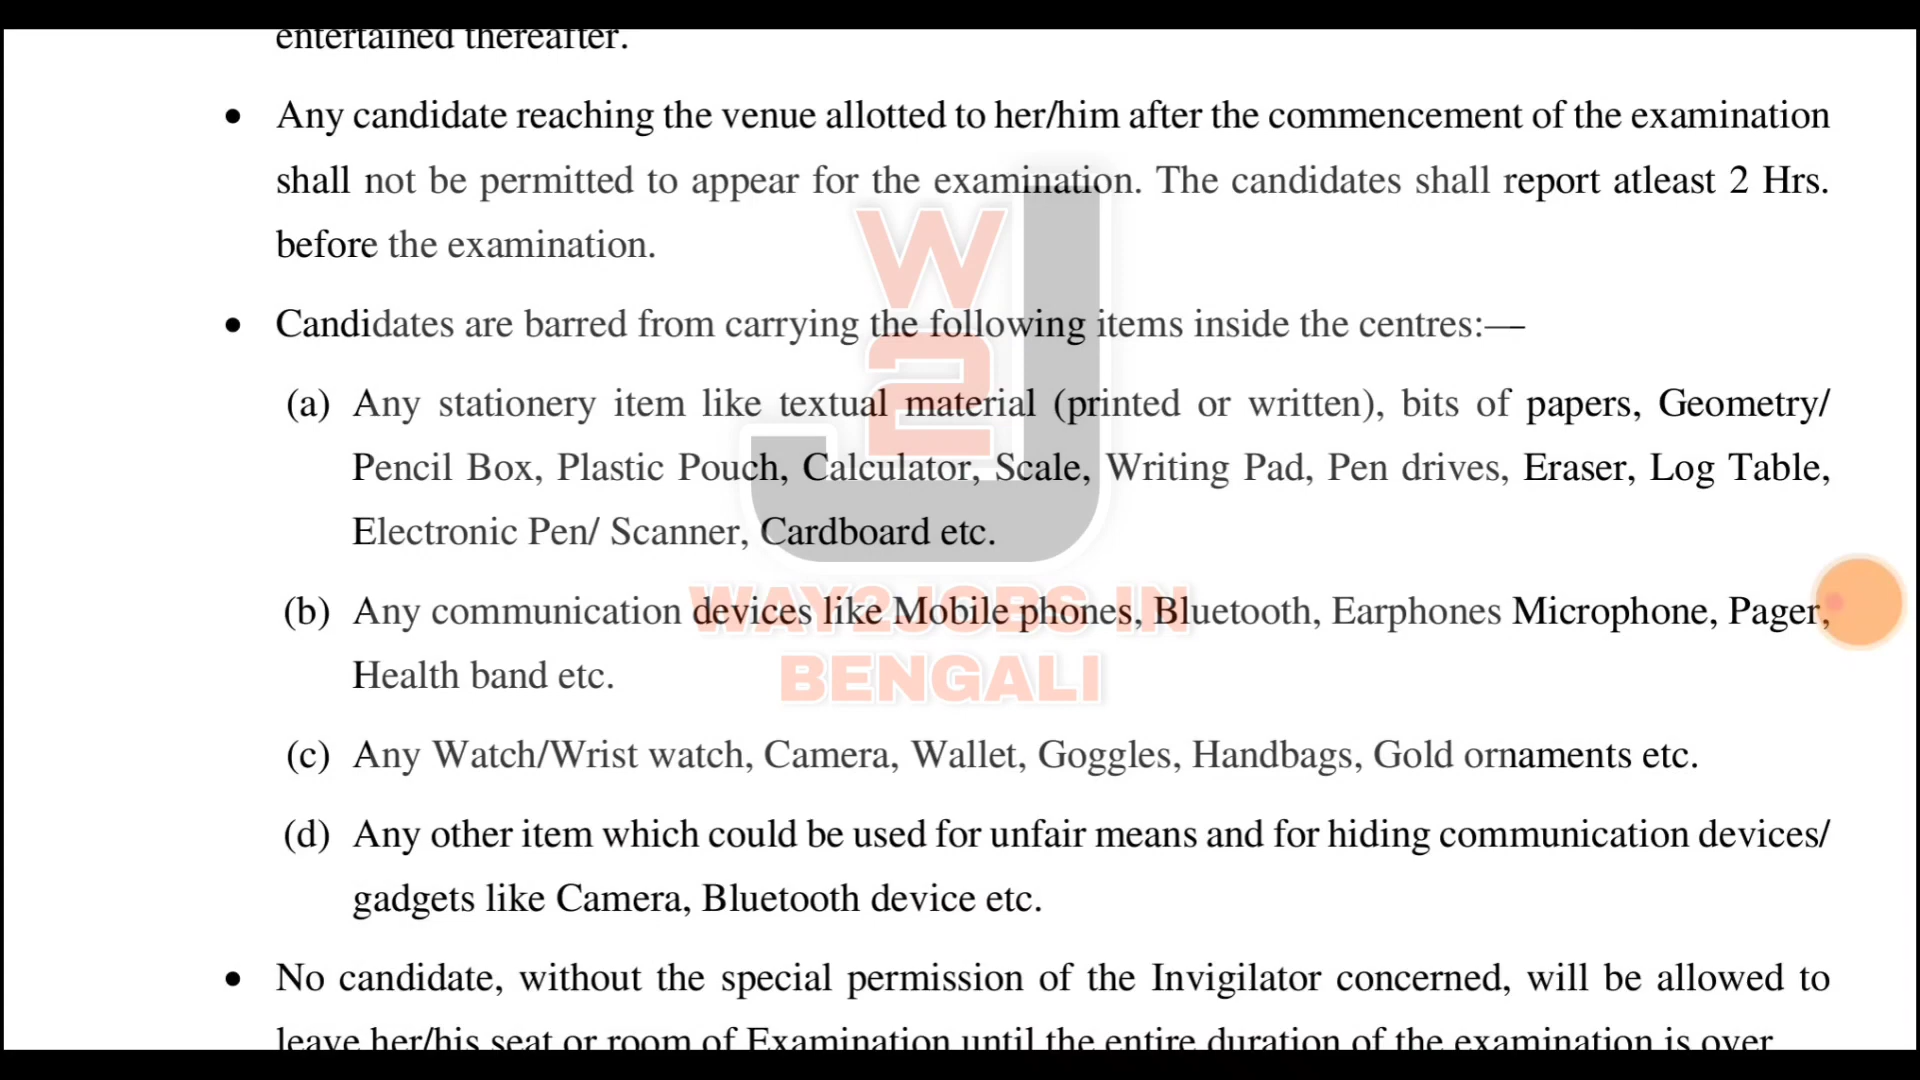 entertained thereafter.
• Any candidate reaching the venue allotted to her/him after the commencement of the examination
shall not be permitted to appear for the examination. The candidates shall report atleast 2 Hrs.
before the examination.
• Candidates are barred from carrying the following items inside the centres:—
(a) Any stationery item like textual material (printed or written), bits of papers, Geometry/
Pencil Box, Plastic Pouch, Calculator, Scale, Writing Pad, Pen drives, Eraser, Log Table,
Electronic Pen/ Scanner, Cardboard etc.
(b) Any communication devices like Mobile phones, Bluetooth, Earphones Microphone, Pager,
Health band etc.
(c) Any Watch/Wrist watch, Camera, Wallet, Goggles, Handbags, Gold ornaments etc.
(d) Any other item which could be used for unfair means and for hiding communication devices/
gadgets like Camera, Bluetooth device etc.
• No candidate, without the special permission of the Invigilator concerned, will be allowed to
leave her/his seat or room of Examination until the entire duration of the examination is over
W
2
J
WAY2JOBS IN
BENGALI